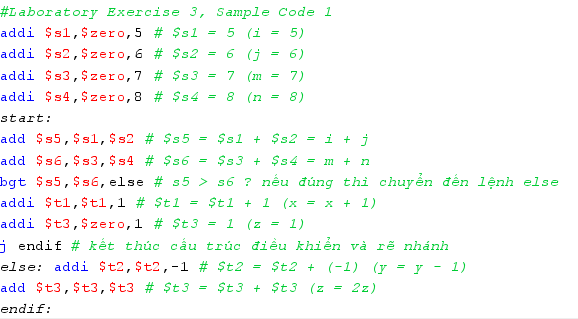 #Laboratory Exercise 3, Sample Code 1
addi $s1,$zero,5 # $s1 = 5 (i = 5)
addi $s2,$zero,6 # $s2 = 6 (j = 6)
addi $s3,$zero,7 # $s3 = 7 (m = 7)
addi $s4,$zero,8 # $s4 = 8 (n = 8)
start:
add $s5,$s1,$s2 # $s5 = $s1 + $s2 = i + j
add $s6,$s3,$s4 # $s6 = $s3 + $s4 = m + n
bgt $s5,$s6,else # s5 > s6 ? nếu đúng thì chuyển đến lệnh else
addi $t1,$t1,1 # $t1 = $t1 + 1 (x = x + 1)
addi $t3,$zero,1 # $t3 = 1 (z = 1)
j endif # kết thúc cấu trúc điều khiển và rẽ nhánh
else: addi $t2,$t2,-1 # $t2 = $t2 + (-1) (y = y - 1)
add $t3,$t3,$t3 # $t3 = $t3 + $t3 (z = 2z)
endif: